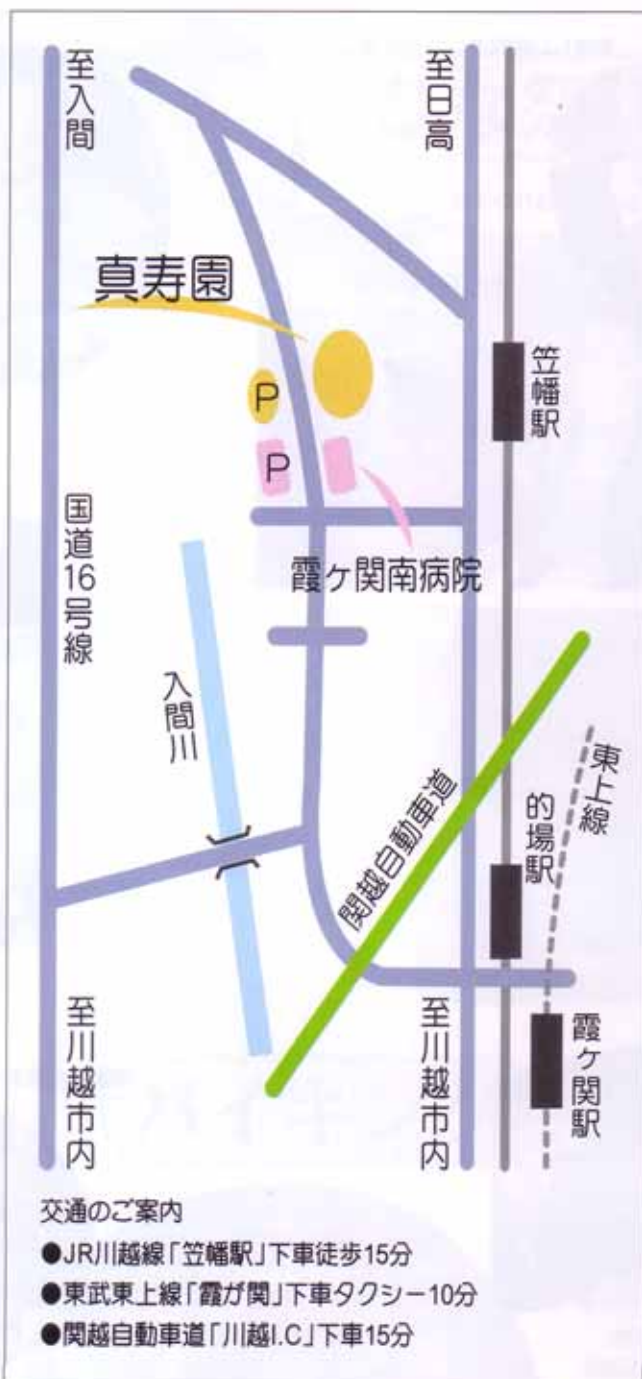 至入間
至日高
真寿園
笠幡駅
P
P
国道16号線
霞ヶ関南病院
入間川
東上線
関越自動車道
的場駅
至川越市内
至川越市内
霞ヶ関駅
交通のご案内
●JR川越線「笠幡駅」下車徒歩15分
●東武東上線「霞が関」下車タクシー10分
●関越自動車道「川越I.C」下車15分